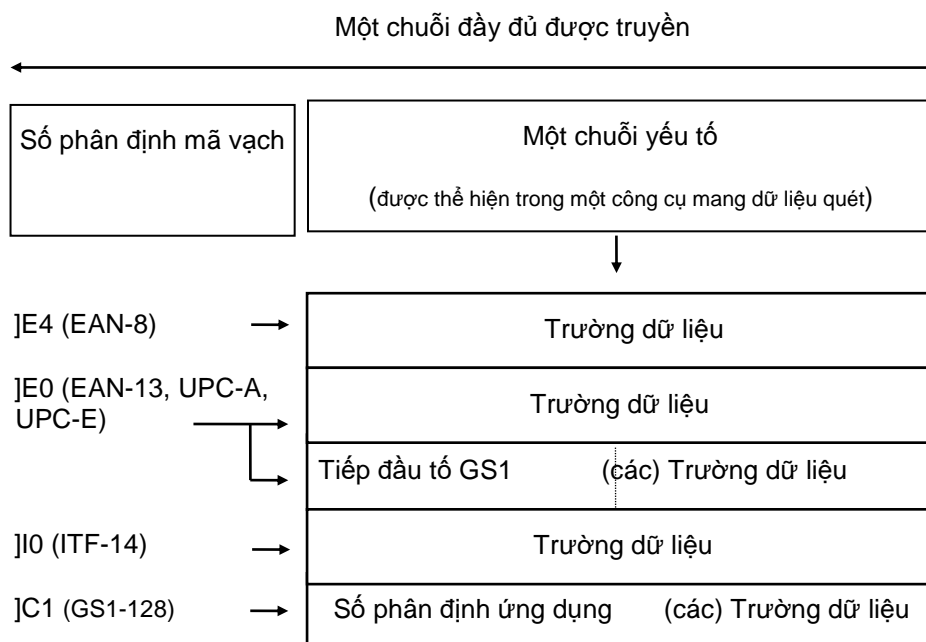 Một chuỗi đầy đủ được truyền
Số phân định mã vạch
Một chuỗi yếu tố
(được thể hiện trong một công cụ mang dữ liệu quét)
]E4 (EAN-8)
Trường dữ liệu
]E0 (EAN-13, UPC-A,
UPC-E)
Trường dữ liệu
Tiếp đầu tố GS1 (các) Trường dữ liệu
]I0 (ITF-14)
Trường dữ liệu
]C1 (GS1-128)
Số phân định ứng dụng (các) Trường dữ liệu